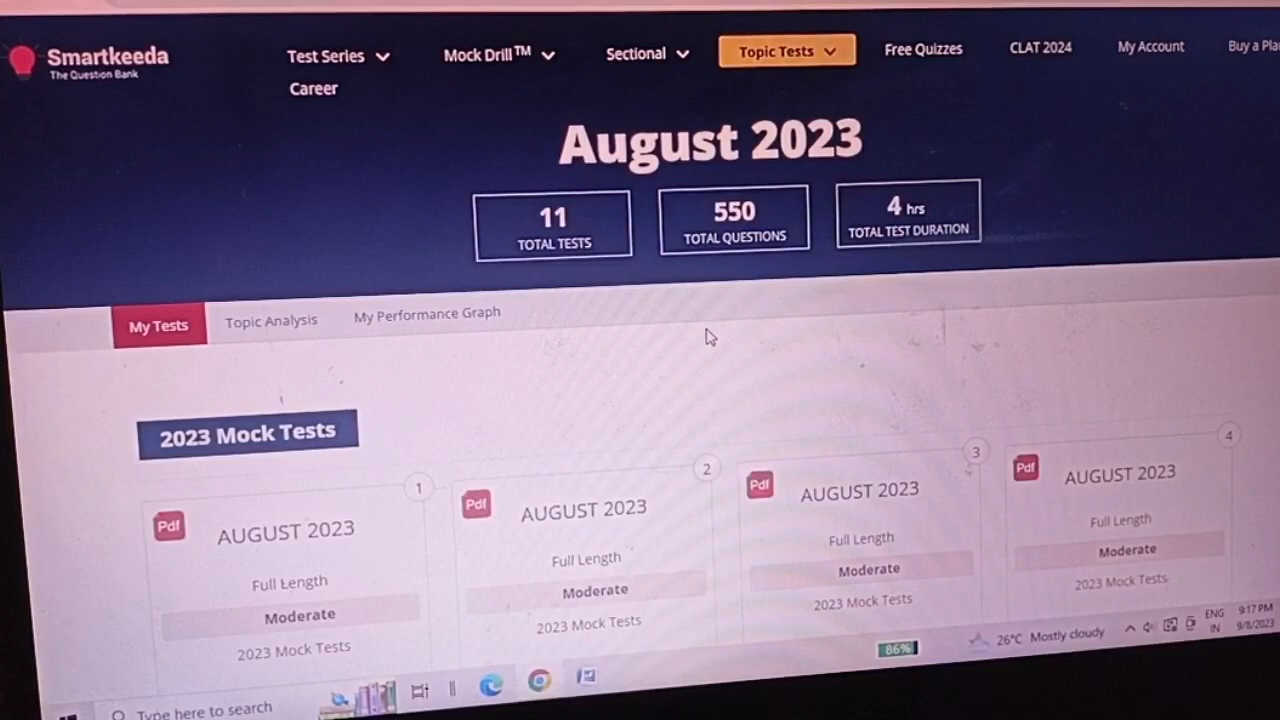 Smartkeeda
The Question Bank
Test Series
Mock Drill™
Sectional
Topic Tests
Free Quizzes
CLAT 2024
My Account
Buy a
Career
August 2023
11
TOTAL TESTS
550
TOTAL QUESTIONS
4 hrs
TOTAL TEST DURATION
My Tests
Topic Analysis
My Performance Graph
2023 Mock Tests
1
Pdf
AUGUST 2023
Full Length
Moderate
2023 Mock Tests
2
Pdf
AUGUST 2023
Full Length
Moderate
2023 Mock Tests
3
Pdf
AUGUST 2023
Full Length
Moderate
2023 Mock Tests
4
Pdf
AUGUST 2023
Full Length
Moderate
2023 Mock Tests
Type here to search
86%
26°C Mostly cloudy
ENG
IN
9:17 PM
9/8/2023